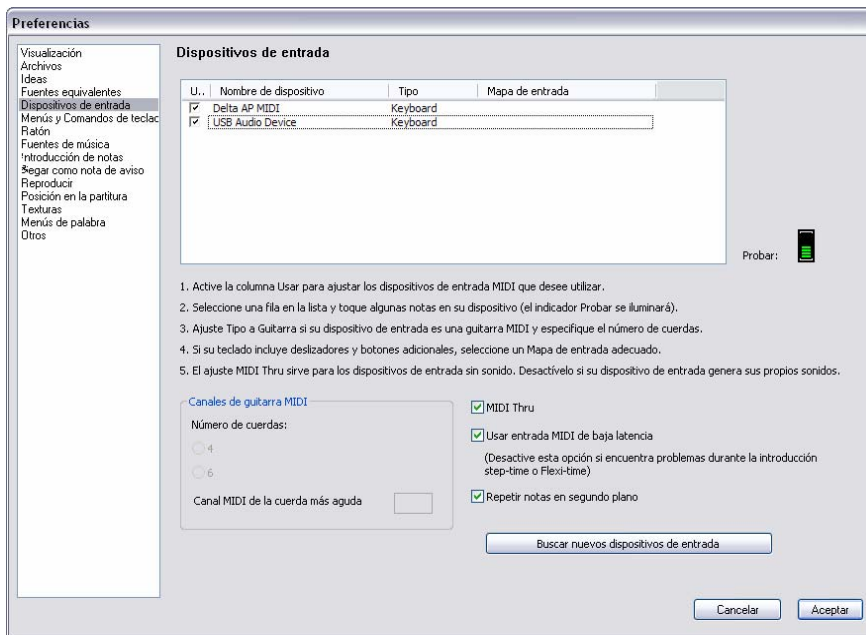 Preferencias
Visualización
Archivos
Ideas
Fuentes equivalentes
Dispositivos de entrada
Menús y Comandos de teclac
Ratón
Fuentes de música
Introducción de notas
Pegar como nota de aviso
Reproducir
Posición en la partitura
Texturas
Menús de palabra
Otros
Dispositivos de entrada
U.. Nombre de dispositivo Tipo Mapa de entrada
Delta AP MIDI Keyboard
USB Audio Device Keyboard
Probar:
1. Active la columna Usar para ajustar los dispositivos de entrada MIDI que desee utilizar.
2. Seleccione una fila en la lista y toque algunas notas en su dispositivo (el indicador Probar se iluminará).
3. Ajuste Tipo a Guitarra si su dispositivo de entrada es una guitarra MIDI y especifique el número de cuerdas.
4. Si su teclado incluye deslizadores y botones adicionales, seleccione un Mapa de entrada adecuado.
5. El ajuste MIDI Thru sirve para los dispositivos de entrada sin sonido. Desactívelo si su dispositivo de entrada genera sus propios sonidos.
Canales de guitarra MIDI
Número de cuerdas:
4
6
Canal MIDI de la cuerda más aguda
MIDI Thru
Usar entrada MIDI de baja latencia
(Desactive esta opción si encuentra problemas durante la introducción
step-time o Flexi-time)
Repetir notas en segundo plano
Buscar nuevos dispositivos de entrada
Cancelar
Aceptar